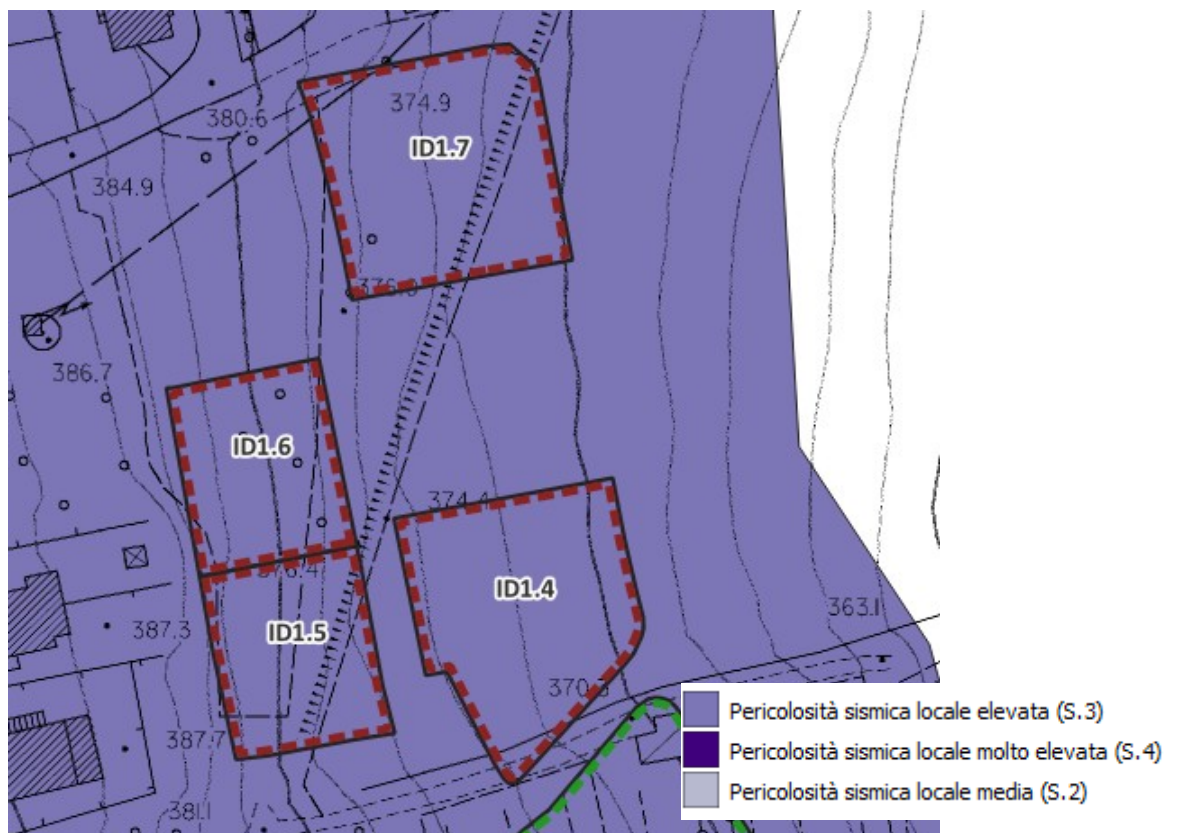 374.9
380.6
ID1.7
384.9
386.7
ID1.6
374.4
376.4
ID1.4
363.1
387.3
ID1.5
370.3
387.7
381.1
Pericolosità sismica locale elevata (S.3)
Pericolosità sismica locale molto elevata (S.4)
Pericolosità sismica locale media (S.2)